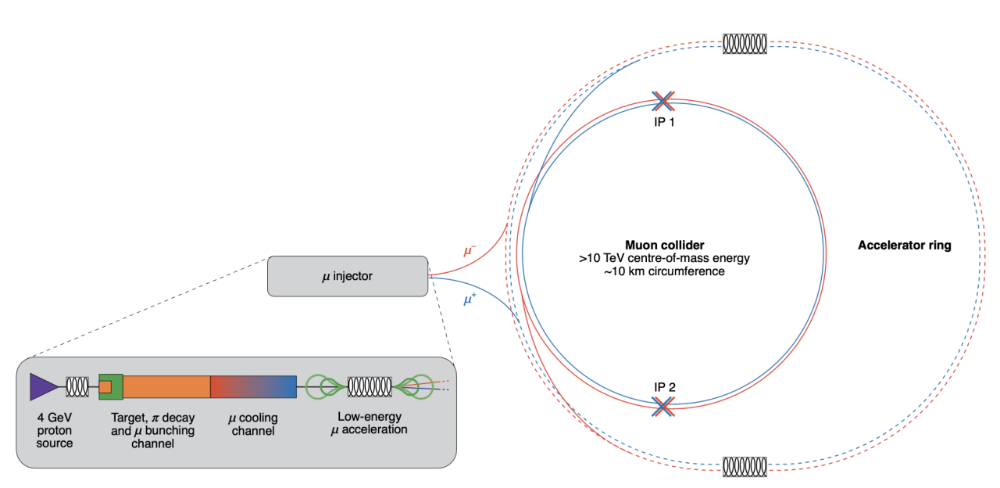 IP 1
Muon collider
>10 TeV centre-of-mass energy
~10 km circumference
Accelerator ring
μ−
μ injector
μ+
IP 2
4 GeV
proton
source
Target, π decay
and μ bunching
channel
μ cooling
channel
Low-energy
μ acceleration